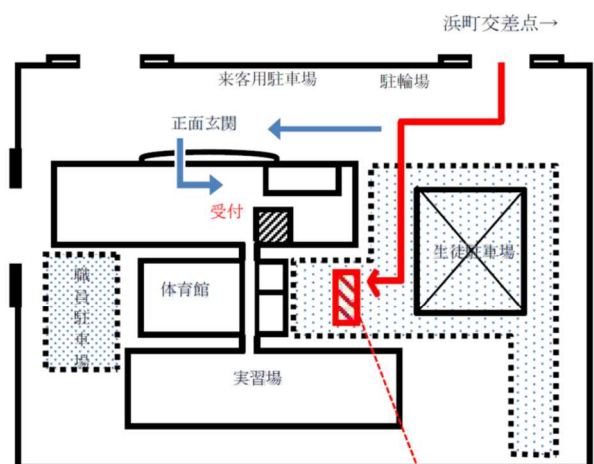 浜町交差点→
来客用駐車場
駐輪場
正面玄関
受付
生徒駐車場
体育館
職員駐車場
実習場